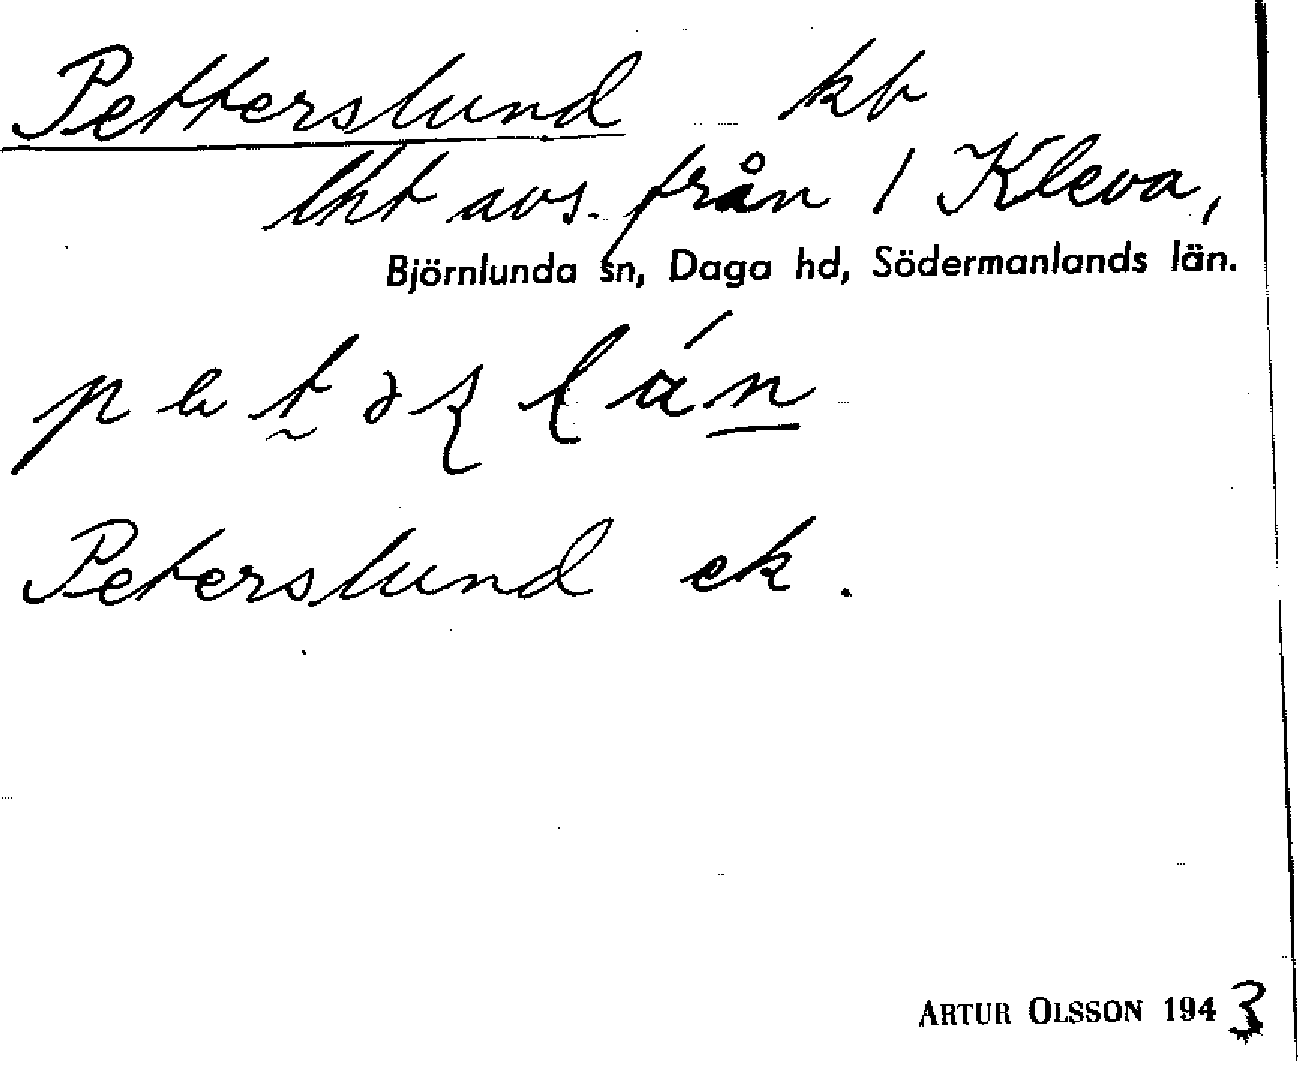 Petterslund kb
lht avs. från 1 Kleva,
Björnlunda sn, Daga hd, Södermanlands län.
Peterslund ek.
ARTUR OLSSON 1943